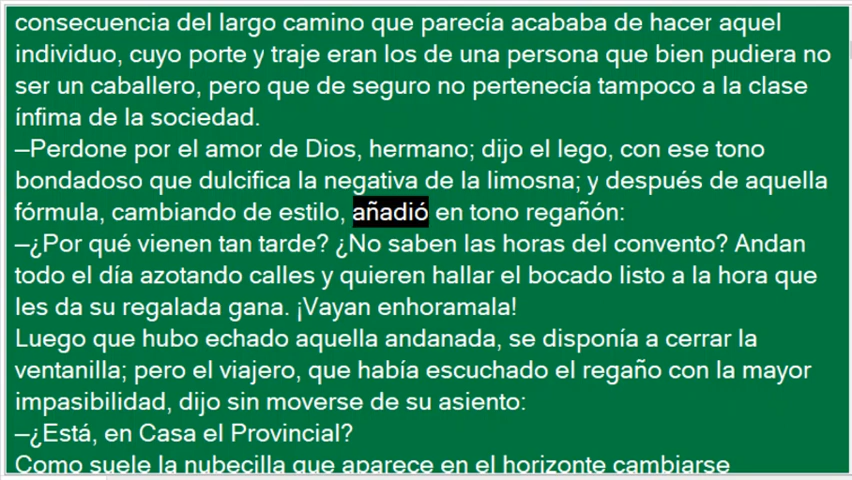 consecuencia del largo camino que parecía acababa de hacer aquel
individuo, cuyo porte y traje eran los de una persona que bien pudiera no
ser un caballero, pero que de seguro no pertenecía tampoco a la clase
ínfima de la sociedad.
—Perdone por el amor de Dios, hermano; dijo el lego, con ese tono
bondadoso que dulcifica la negativa de la limosna; y después de aquella
fórmula, cambiando de estilo, añadió en tono regañón:
—¿Por qué vienen tan tarde? ¿No saben las horas del convento? Andan
todo el día azotando calles y quieren hallar el bocado listo a la hora que
les da su regalada gana. ¡Vayan enhoramala!
Luego que hubo echado aquella andanada, se disponía a cerrar la
ventanilla; pero el viajero, que había escuchado el regaño con la mayor
impasibilidad, dijo sin moverse de su asiento:
—¿Está, en Casa el Provincial?
Como suele la nubecilla que aparece en el horizonte cambiarse